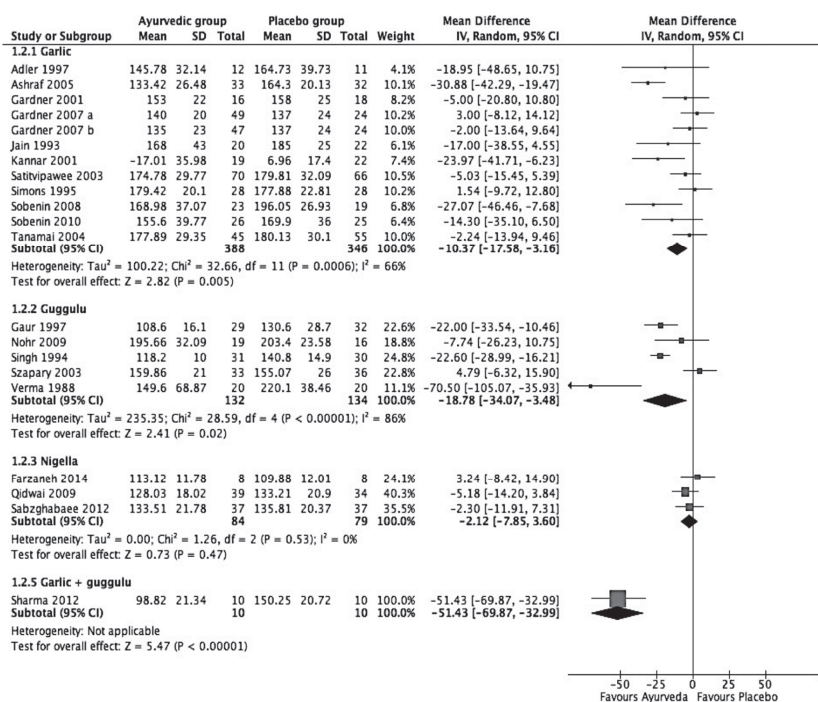 Ayurvedic group Placebo group Mean Difference Mean Difference
Study or Subgroup Mean SD Total Mean SD Total Weight IV, Random, 95% CI IV, Random, 95% CI
1.2.1 Garlic
Adler 1997 145.78 32.14 12 164.73 39.73 11 4.1% -18.95 [-48.65, 10.75]
Ashraf 2005 133.42 26.48 33 164.3 20.13 32 10.2% -30.88 [-42.29, -19.47]
Gardner 2001 153 22 16 158 25 18 8.2% -5.00 [-20.80, 10.80]
Gardner 2007 a 140 20 49 137 24 24 10.3% 3.00 [-8.12, 14.12]
Gardner 2007 b 135 23 47 137 24 24 10.1% -2.00 [-13.64, 9.64]
Jain 1993 168 43 20 185 25 22 6.1% -17.00 [-38.55, 4.55]
Kannar 2001 -17.01 35.98 19 6.96 17.4 22 7.4% -23.97 [-41.71, -6.23]
Satitvipawee 2003 174.78 29.77 70 179.81 32.09 66 10.5% -5.03 [-15.45, 5.39]
Simons 1995 179.42 20.1 28 177.88 22.81 28 10.2% 1.54 [-9.72, 12.80]
Sobenin 2008 168.98 37.07 23 196.05 26.93 19 6.8% -27.07 [-46.46, -7.68]
Sobenin 2010 155.6 39.77 26 169.9 36 25 6.4% -14.30 [-35.10, 6.50]
Tanamai 2004 177.89 29.35 45 180.13 30.1 55 10.0% -2.24 [-13.94, 9.46]
Subtotal (95% CI) 388 346 100.0% -10.37 [-17.58, -3.16]
Heterogeneity: Tau² = 100.22; Chi² = 32.66, df = 11 (P = 0.0006); I² = 66%
Test for overall effect: Z = 2.82 (P = 0.005)
1.2.2 Guggulu
Gaur 1997 108.6 16.1 29 130.6 28.7 32 22.6% -22.00 [-33.54, -10.46]
Nohr 2009 195.66 32.09 19 203.4 23.58 16 18.7% -7.74 [-26.23, 10.75]
Singh 1994 118.2 10 31 140.8 14.9 30 24.8% -22.60 [-28.99, -16.21]
Szapary 2003 159.86 21 33 155.07 26 36 22.8% 4.79 [-6.32, 15.90]
Verma 1988 149.6 68.87 20 220.1 38.46 20 11.1% -70.50 [-105.07, -35.93]
Subtotal (95% CI) 132 134 100.0% -18.78 [-34.07, -3.48]
Heterogeneity: Tau² = 235.35; Chi² = 28.59, df = 4 (P < 0.00001); I² = 86%
Test for overall effect: Z = 2.41 (P = 0.02)
1.2.3 Nigella
Farzaneh 2014 113.12 11.78 8 109.88 12.01 8 24.1% 3.24 [-8.42, 14.90]
Qidwai 2009 128.03 18.02 39 133.21 20.9 34 40.3% -5.18 [-14.20, 3.84]
Sabzghabaee 2012 133.51 21.78 37 135.81 20.37 37 35.5% -2.30 [-11.91, 7.31]
Subtotal (95% CI) 84 79 100.0% -2.12 [-7.85, 3.60]
Heterogeneity: Tau² = 0.00; Chi² = 1.26, df = 2 (P = 0.53); I² = 0%
Test for overall effect: Z = 0.73 (P = 0.47)
1.2.5 Garlic + guggulu
Sharma 2012 98.82 21.34 10 150.25 20.72 10 100.0% -51.43 [-69.87, -32.99]
Subtotal (95% CI) 10 10 100.0% -51.43 [-69.87, -32.99]
Heterogeneity: Not applicable
Test for overall effect: Z = 5.47 (P < 0.00001)
-50 -25 0 25 50
Favours Ayurveda Favours Placebo